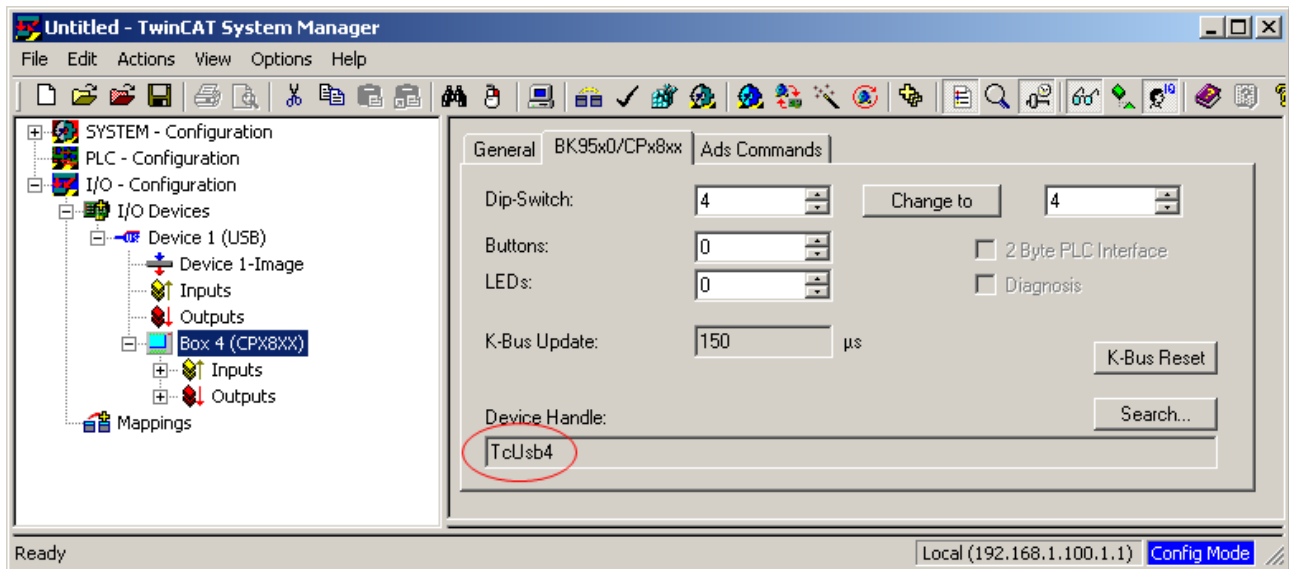 Untitled - TwinCAT System Manager
File Edit Actions View Options Help
SYSTEM - Configuration
PLC - Configuration
I/O - Configuration
I/O Devices
Device 1 (USB)
Device 1-Image
Inputs
Outputs
Box 4 (CPX8XX)
Inputs
Outputs
Mappings
General BK95x0/CPx8xx Ads Commands
Dip-Switch: 4 Change to 4
Buttons: 0 2 Byte PLC Interface
LEDs: 0 Diagnosis
K-Bus Update: 150 µs
K-Bus Reset
Device Handle: Search...
TcUsb4
Ready Local (192.168.1.100.1.1) Config Mode